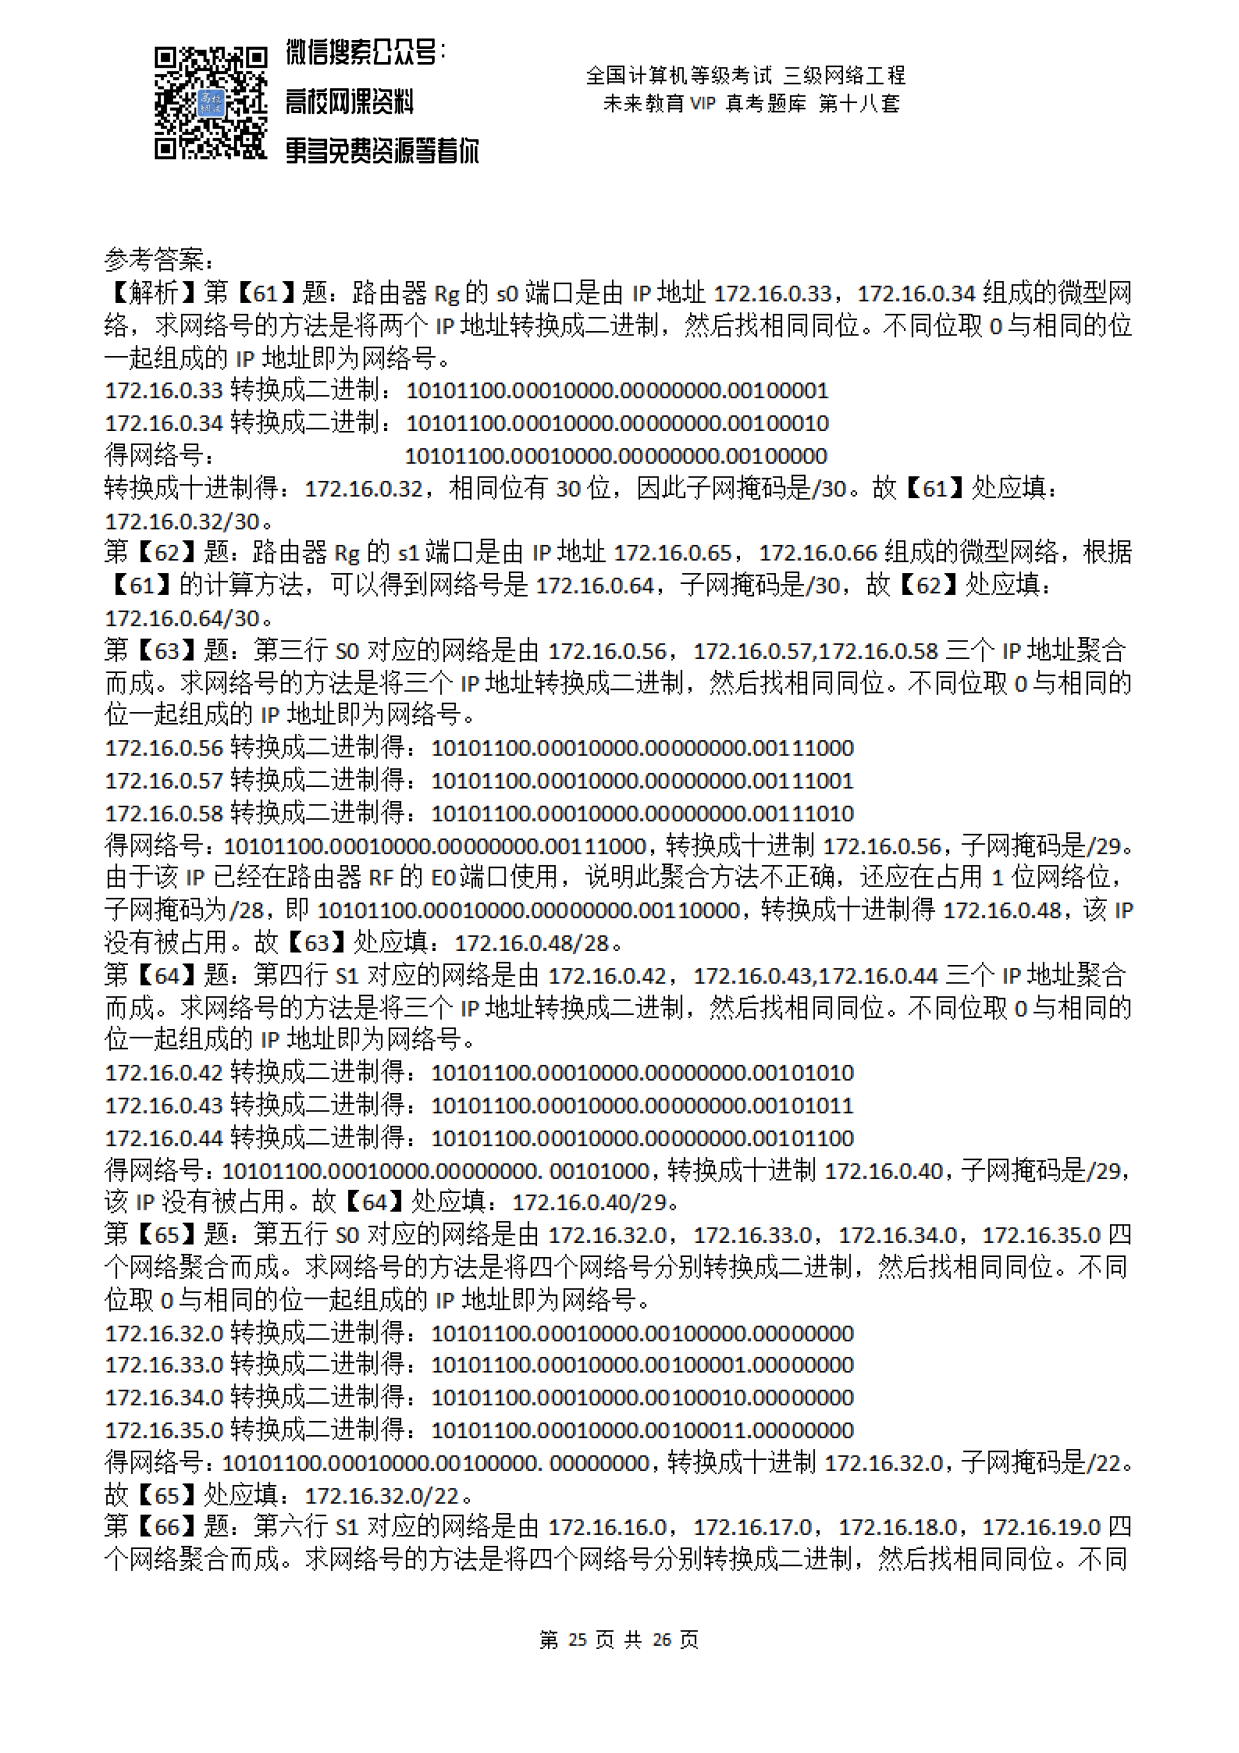 微信搜索公众号：
高校网课资料
更多免费资源等着你
全国计算机等级考试 三级网络工程
未来教育 VIP 真考题库 第十八套
参考答案：
【解析】第【61】题：路由器 Rg 的 s0 端口是由 IP 地址 172.16.0.33，172.16.0.34 组成的微型网
络，求网络号的方法是将两个 IP 地址转换成二进制，然后找相同同位。不同位取 0 与相同的位
一起组成的 IP 地址即为网络号。
172.16.0.33 转换成二进制：10101100.00010000.00000000.00100001
172.16.0.34 转换成二进制：10101100.00010000.00000000.00100010
得网络号： 10101100.00010000.00000000.00100000
转换成十进制得：172.16.0.32，相同位有 30 位，因此子网掩码是/30。故【61】处应填：
172.16.0.32/30。
第【62】题：路由器 Rg 的 s1 端口是由 IP 地址 172.16.0.65，172.16.0.66 组成的微型网络，根据
【61】的计算方法，可以得到网络号是 172.16.0.64，子网掩码是/30，故【62】处应填：
172.16.0.64/30。
第【63】题：第三行 S0 对应的网络是由 172.16.0.56，172.16.0.57,172.16.0.58 三个 IP 地址聚合
而成。求网络号的方法是将三个 IP 地址转换成二进制，然后找相同同位。不同位取 0 与相同的
位一起组成的 IP 地址即为网络号。
172.16.0.56 转换成二进制得：10101100.00010000.00000000.00111000
172.16.0.57 转换成二进制得：10101100.00010000.00000000.00111001
172.16.0.58 转换成二进制得：10101100.00010000.00000000.00111010
得网络号：10101100.00010000.00000000.00111000，转换成十进制 172.16.0.56，子网掩码是/29。
由于该 IP 已经在路由器 RF 的 E0 端口使用，说明此聚合方法不正确，还应在占用 1 位网络位，
子网掩码为/28，即 10101100.00010000.00000000.00110000，转换成十进制得 172.16.0.48，该 IP
没有被占用。故【63】处应填：172.16.0.48/28。
第【64】题：第四行 S1 对应的网络是由 172.16.0.42，172.16.0.43,172.16.0.44 三个 IP 地址聚合
而成。求网络号的方法是将三个 IP 地址转换成二进制，然后找相同同位。不同位取 0 与相同的
位一起组成的 IP 地址即为网络号。
172.16.0.42 转换成二进制得：10101100.00010000.00000000.00101010
172.16.0.43 转换成二进制得：10101100.00010000.00000000.00101011
172.16.0.44 转换成二进制得：10101100.00010000.00000000.00101100
得网络号：10101100.00010000.00000000. 00101000，转换成十进制 172.16.0.40，子网掩码是/29，
该 IP 没有被占用。故【64】处应填：172.16.0.40/29。
第【65】题：第五行 S0 对应的网络是由 172.16.32.0，172.16.33.0，172.16.34.0，172.16.35.0 四
个网络聚合而成。求网络号的方法是将四个网络号分别转换成二进制，然后找相同同位。不同
位取 0 与相同的位一起组成的 IP 地址即为网络号。
172.16.32.0 转换成二进制得：10101100.00010000.00100000.00000000
172.16.33.0 转换成二进制得：10101100.00010000.00100001.00000000
172.16.34.0 转换成二进制得：10101100.00010000.00100010.00000000
172.16.35.0 转换成二进制得：10101100.00010000.00100011.00000000
得网络号：10101100.00010000.00100000. 00000000，转换成十进制 172.16.32.0，子网掩码是/22。
故【65】处应填：172.16.32.0/22。
第【66】题：第六行 S1 对应的网络是由 172.16.16.0，172.16.17.0，172.16.18.0，172.16.19.0 四
个网络聚合而成。求网络号的方法是将四个网络号分别转换成二进制，然后找相同同位。不同
第 25 页 共 26 页